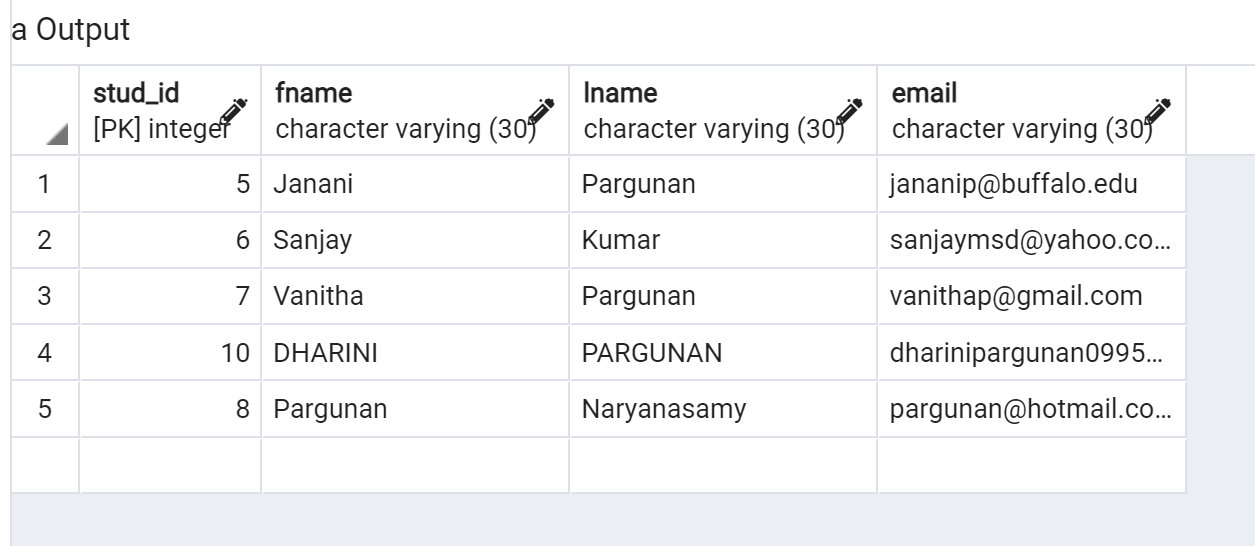 a Output
stud_id fname lname email
[PK] integer character varying (30) character varying (30) character varying (30)
1 5 Janani Pargunan jananip@buffalo.edu
2 6 Sanjay Kumar sanjaymsd@yahoo.co...
3 7 Vanitha Pargunan vanithap@gmail.com
4 10 DHARINI PARGUNAN dharinipargunan0995...
5 8 Pargunan Naryanasamy pargunan@hotmail.co...